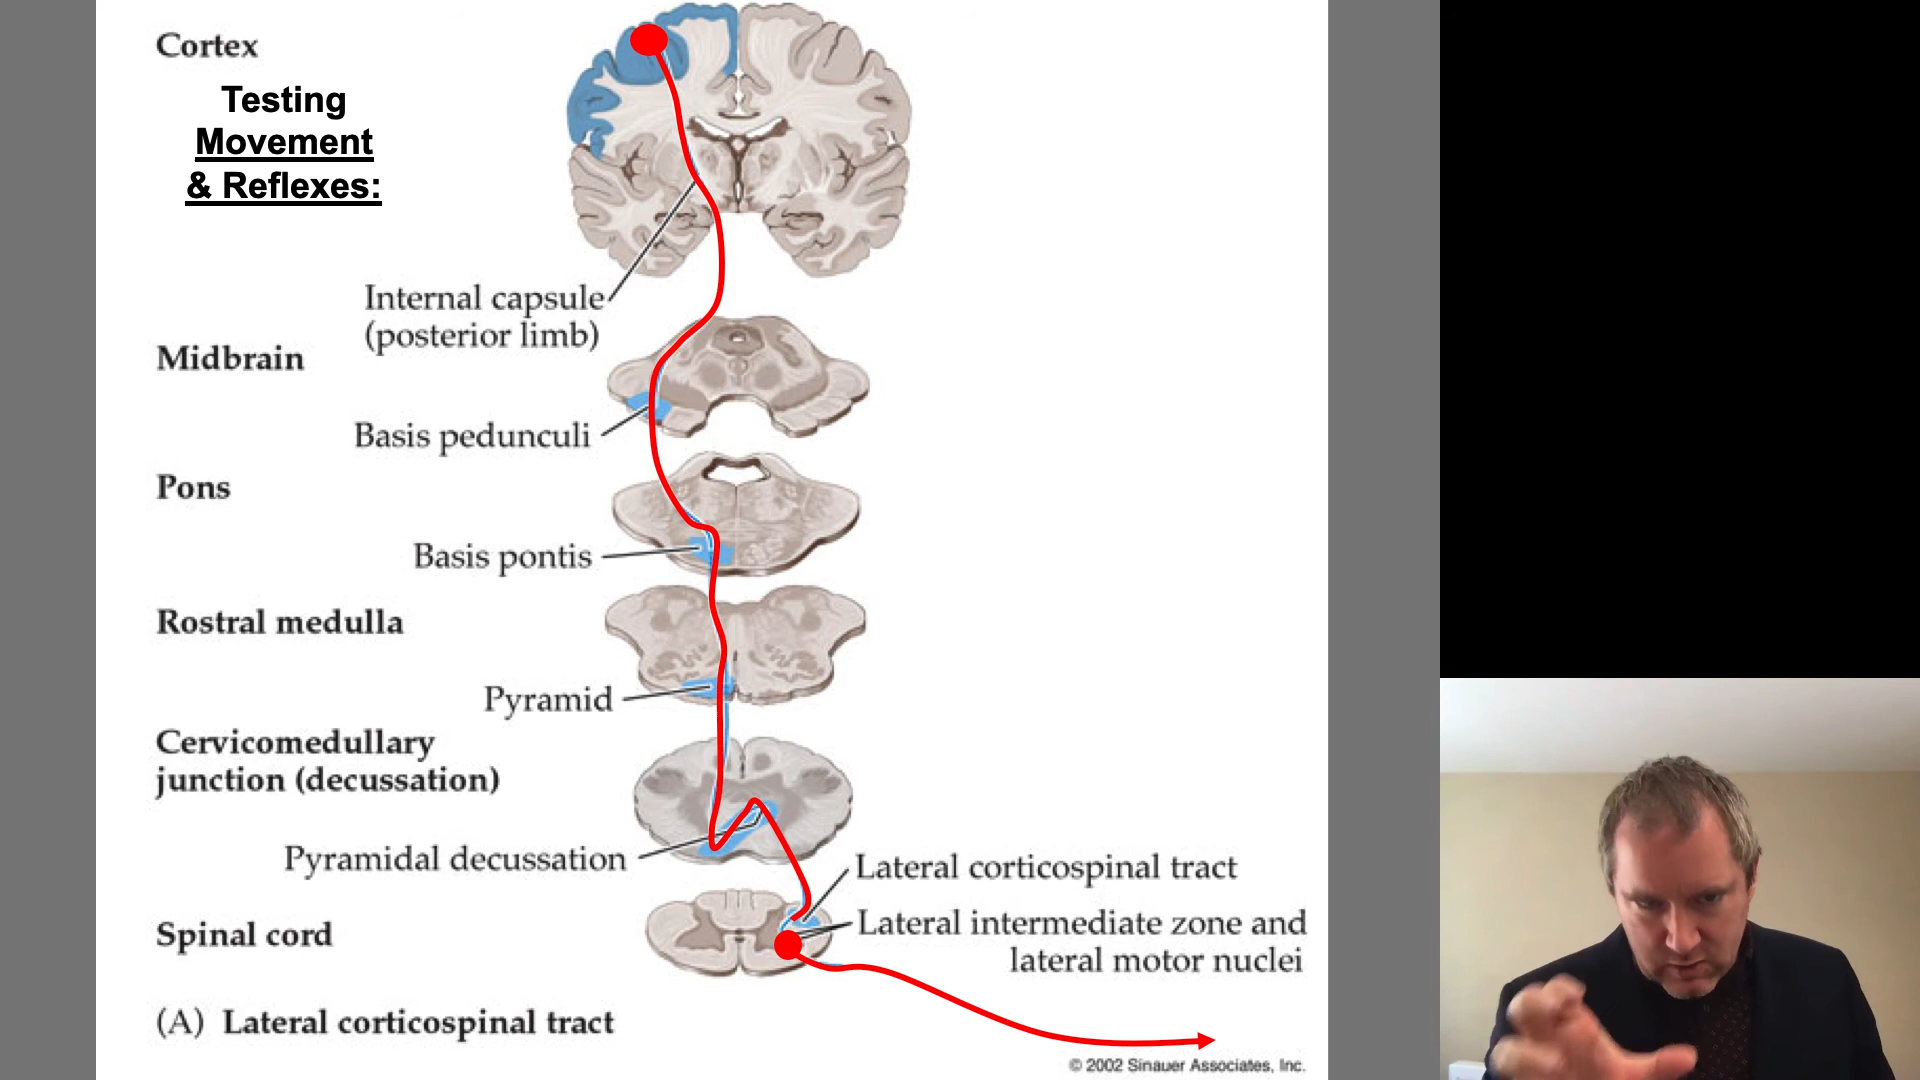 Cortex
Testing
Movement
& Reflexes:
Internal capsule
(posterior limb)
Midbrain
Basis pedunculi
Pons
Basis pontis
Rostral medulla
Pyramid
Cervicomedullary
junction (decussation)
Pyramidal decussation
Lateral corticospinal tract
Lateral intermediate zone and
lateral motor nuclei
Spinal cord
(A) Lateral corticospinal tract
© 2002 Sinauer Associates, Inc.